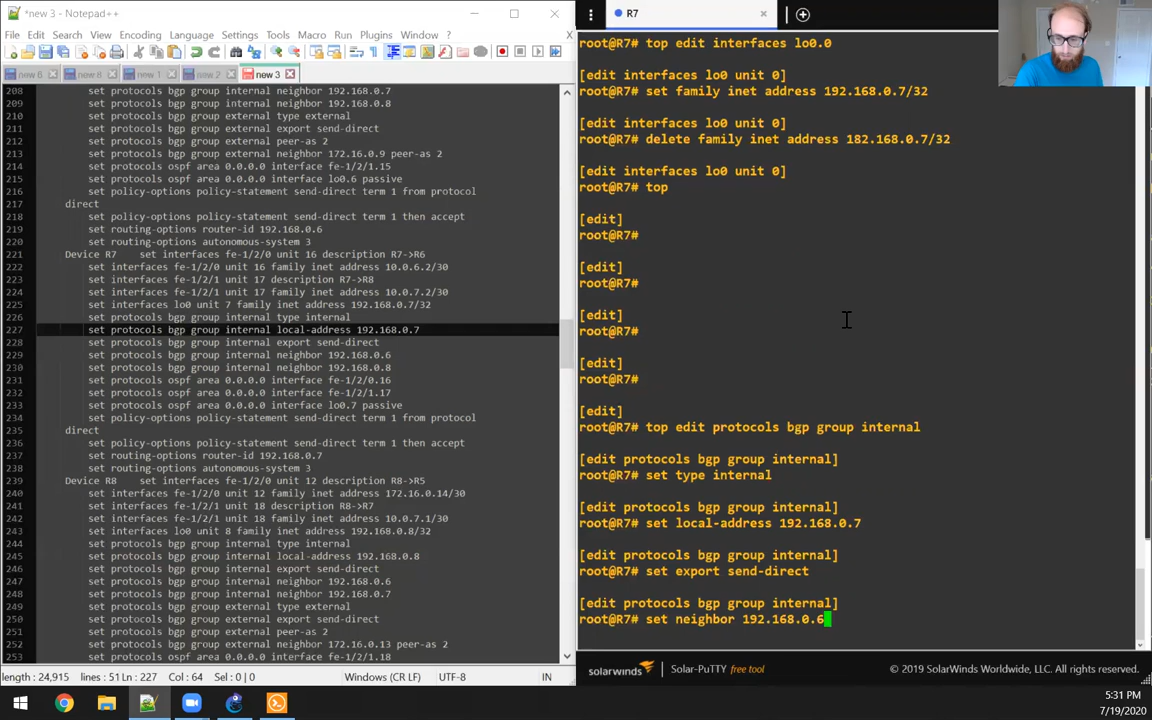 *new 3 - Notepad++
File Edit Search View Encoding Language Settings Tools Macro Run Plugins Window ?
new 6 new 8 new 1 new 2 new 3
208 set protocols bgp group internal neighbor 192.168.0.7
209 set protocols bgp group internal neighbor 192.168.0.8
210 set protocols bgp group external type external
211 set protocols bgp group external export send-direct
212 set protocols bgp group external peer-as 2
213 set protocols bgp group external neighbor 172.16.0.9 peer-as 2
214 set protocols ospf area 0.0.0.0 interface fe-1/2/1.15
215 set protocols ospf area 0.0.0.0 interface lo0.6 passive
216 set policy-options policy-statement send-direct term 1 from protocol
217 direct
218 set policy-options policy-statement send-direct term 1 then accept
219 set routing-options router-id 192.168.0.6
220 set routing-options autonomous-system 3
221 Device R7 set interfaces fe-1/2/0 unit 16 description R7->R6
222 set interfaces fe-1/2/0 unit 16 family inet address 10.0.6.2/30
223 set interfaces fe-1/2/1 unit 17 description R7->R8
224 set interfaces fe-1/2/1 unit 17 family inet address 10.0.7.2/30
225 set interfaces lo0 unit 7 family inet address 192.168.0.7/32
226 set protocols bgp group internal type internal
227 set protocols bgp group internal local-address 192.168.0.7
228 set protocols bgp group internal export send-direct
229 set protocols bgp group internal neighbor 192.168.0.6
230 set protocols bgp group internal neighbor 192.168.0.8
231 set protocols ospf area 0.0.0.0 interface fe-1/2/0.16
232 set protocols ospf area 0.0.0.0 interface fe-1/2/1.17
233 set protocols ospf area 0.0.0.0 interface lo0.7 passive
234 set policy-options policy-statement send-direct term 1 from protocol
235 direct
236 set policy-options policy-statement send-direct term 1 then accept
237 set routing-options router-id 192.168.0.7
238 set routing-options autonomous-system 3
239 Device R8 set interfaces fe-1/2/0 unit 12 description R8->R5
240 set interfaces fe-1/2/0 unit 12 family inet address 172.16.0.14/30
241 set interfaces fe-1/2/1 unit 18 description R8->R7
242 set interfaces fe-1/2/1 unit 18 family inet address 10.0.7.1/30
243 set interfaces lo0 unit 8 family inet address 192.168.0.8/32
244 set protocols bgp group internal type internal
245 set protocols bgp group internal local-address 192.168.0.8
246 set protocols bgp group internal export send-direct
247 set protocols bgp group internal neighbor 192.168.0.6
248 set protocols bgp group internal neighbor 192.168.0.7
249 set protocols bgp group external type external
250 set protocols bgp group external export send-direct
251 set protocols bgp group external peer-as 2
252 set protocols bgp group external neighbor 172.16.0.13 peer-as 2
253 set protocols ospf area 0.0.0.0 interface fe-1/2/1.18
length : 24,915 lines : 51 Ln : 227 Col : 64 Sel : 0 | 0 Windows (CR LF) UTF-8 IN
R7
root@R7# top edit interfaces lo0.0
[edit interfaces lo0 unit 0]
root@R7# set family inet address 192.168.0.7/32
[edit interfaces lo0 unit 0]
root@R7# delete family inet address 182.168.0.7/32
[edit interfaces lo0 unit 0]
root@R7# top
[edit]
root@R7#
[edit]
root@R7#
[edit]
root@R7#
[edit]
root@R7#
[edit]
root@R7# top edit protocols bgp group internal
[edit protocols bgp group internal]
root@R7# set type internal
[edit protocols bgp group internal]
root@R7# set local-address 192.168.0.7
[edit protocols bgp group internal]
root@R7# set export send-direct
[edit protocols bgp group internal]
root@R7# set neighbor 192.168.0.6
solarwinds Solar-PuTTY free tool © 2019 SolarWinds Worldwide, LLC. All rights reserved.
5:31 PM
7/19/2020